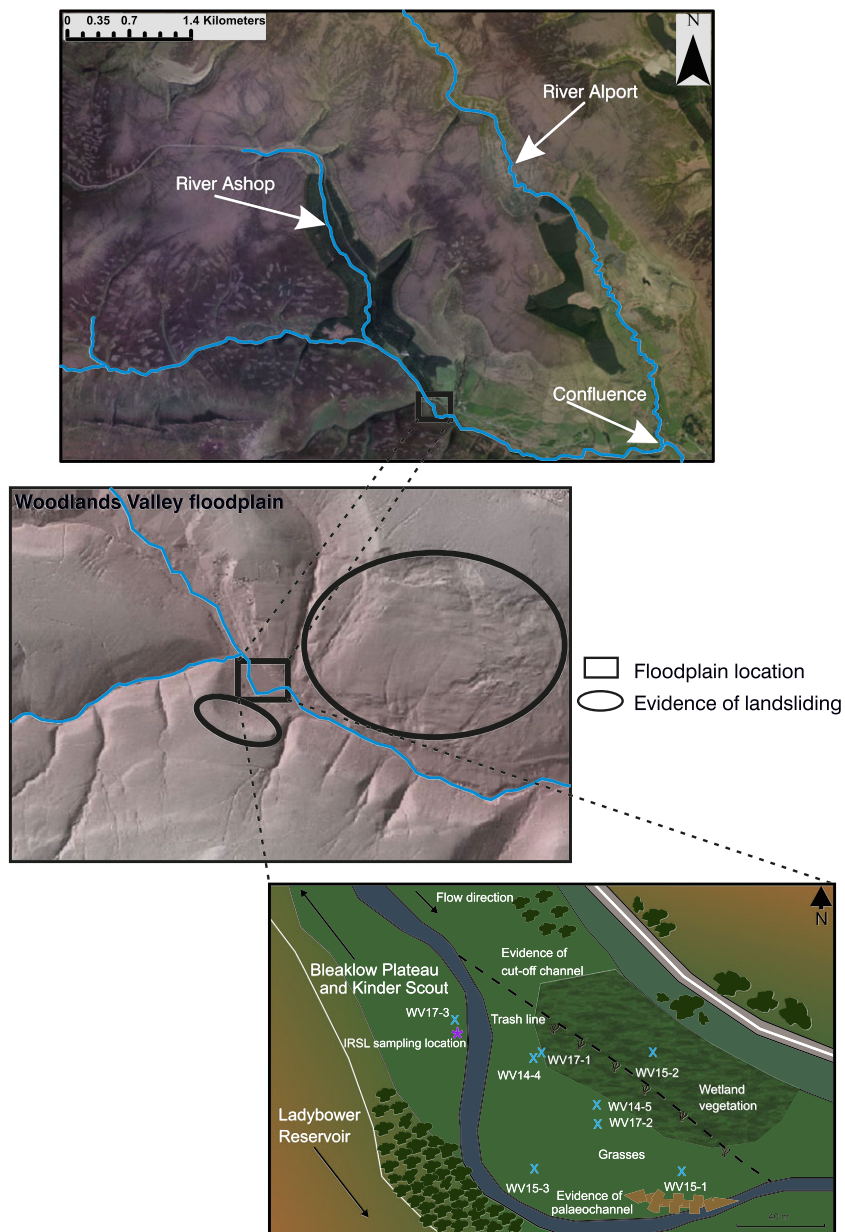 0 0.35 0.7 1.4 Kilometers
N
River Alport
River Ashop
Confluence
Woodlands Valley floodplain
Floodplain location
Evidence of landsliding
Flow direction
N
Evidence of
cut-off channel
Bleaklow Plateau
and Kinder Scout
WV17-3
Trash line
IRSL sampling location
WV17-1
WV14-4
WV15-2
Wetland
vegetation
WV14-5
WV17-2
Ladybower
Reservoir
Grasses
WV15-3
WV15-1
Evidence of
palaeochannel
40 m